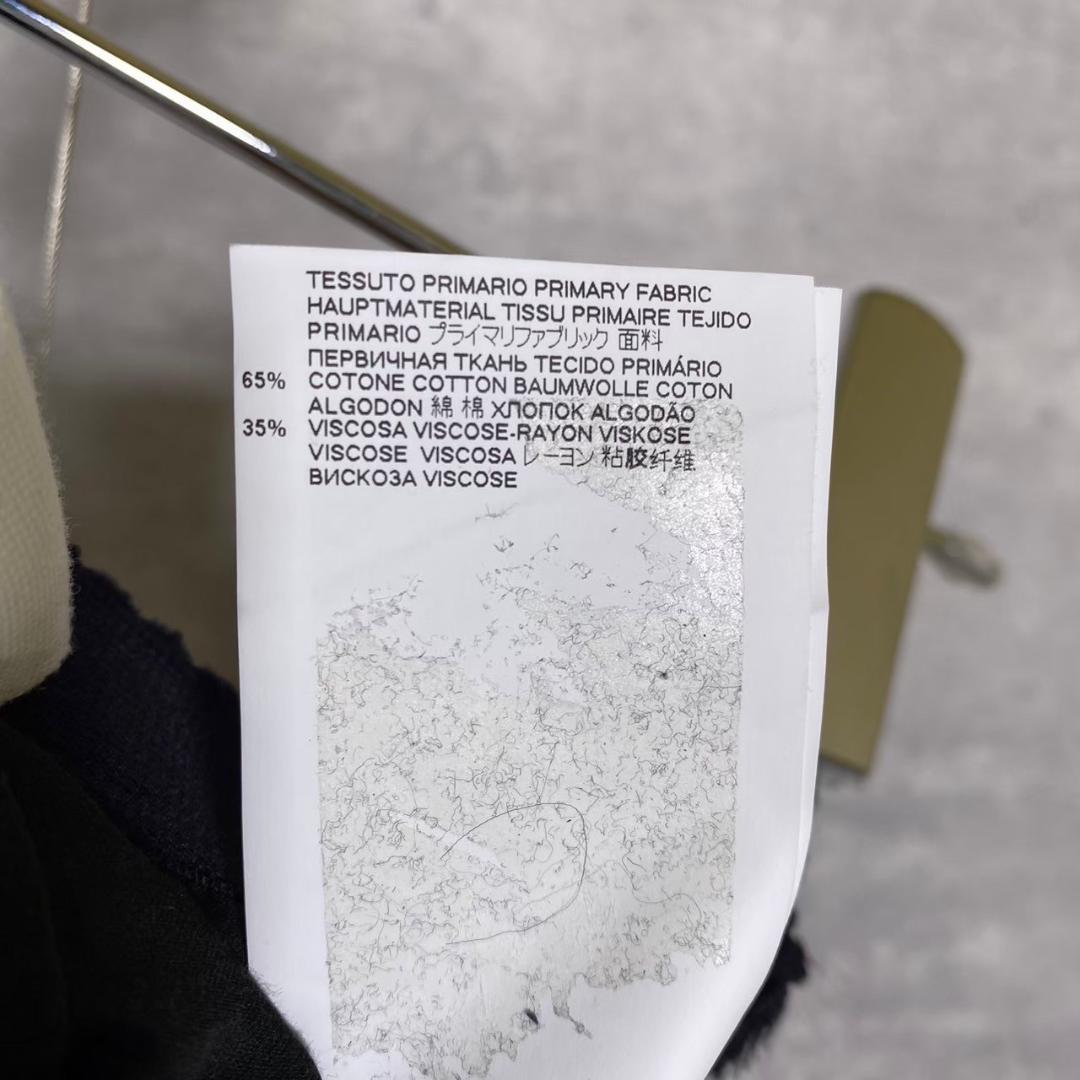 TESSUTO PRIMARIO PRIMARY FABRIC
HAUPTMATERIAL TISSU PRIMAIRE TEJIDO
PRIMARIO プライマリファブリック 面料
ПЕРВИЧНАЯ ТКАНЬ TECIDO PRIMÁRIO
65% COTONE COTTON BAUMWOLLE COTON
ALGODON 綿 棉 ХЛОПОК ALGODÃO
35% VISCOSA VISCOSE-RAYON VISKOSE
VISCOSE VISCOSA レーヨン 粘胶纤维
ВИСКОЗА VISCOSE